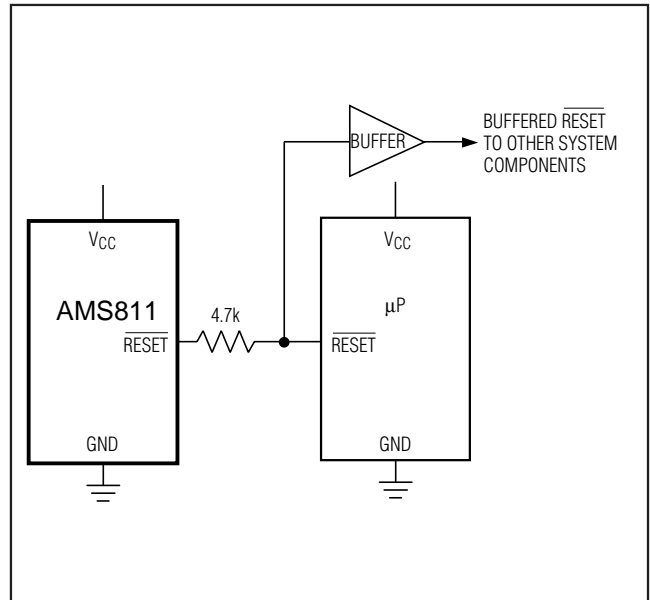 BUFFER
BUFFERED RESET
TO OTHER SYSTEM
COMPONENTS
VCC
AMS811
RESET
GND
4.7k
VCC
μP
RESET
GND